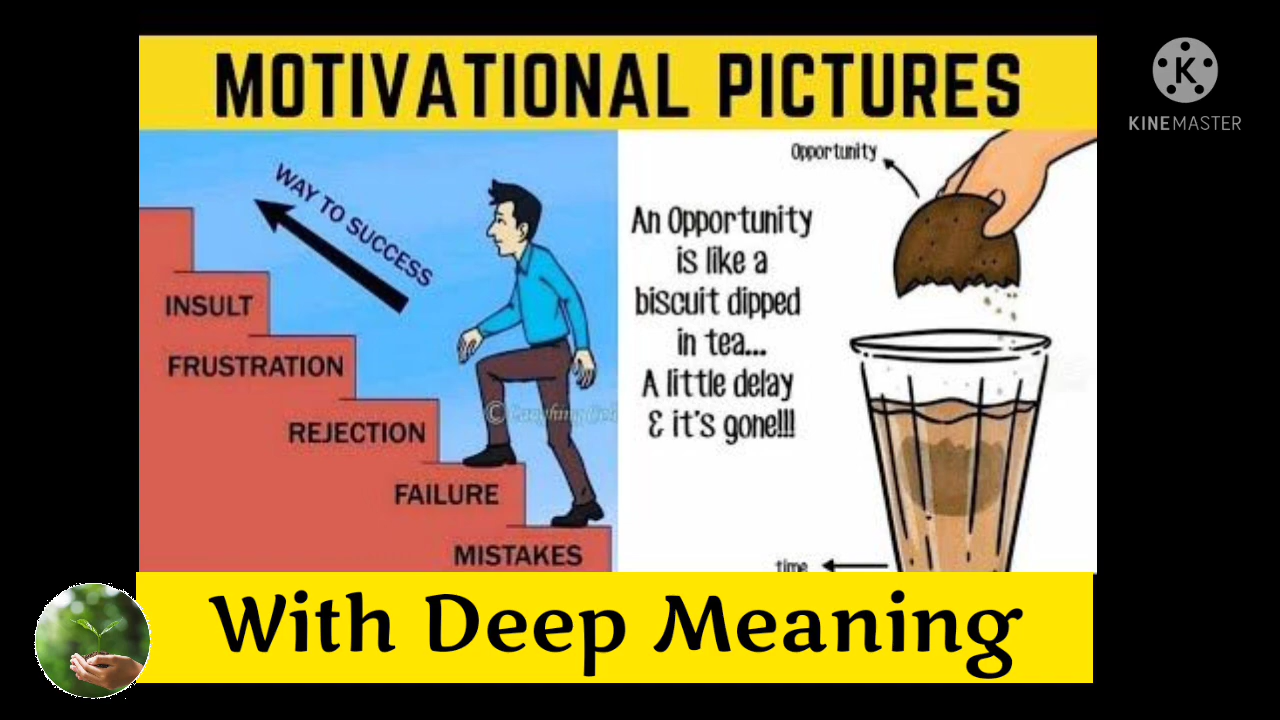 MOTIVATIONAL PICTURES
KINEMASTER
WAY TO SUCCESS
INSULT
FRUSTRATION
REJECTION
FAILURE
MISTAKES
© Laughing
Opportunity
An Opportunity
is like a
biscuit dipped
in tea...
A little delay
& it's gone!!!
time
With Deep Meaning